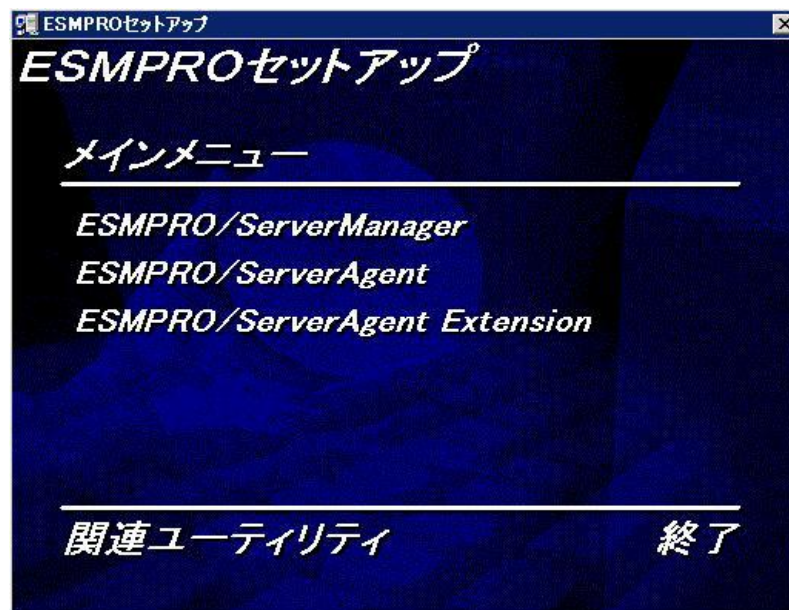 ESMPROセットアップ
ESMPROセットアップ
メインメニュー
ESMPRO/ServerManager
ESMPRO/ServerAgent
ESMPRO/ServerAgent Extension
関連ユーティリティ 終了